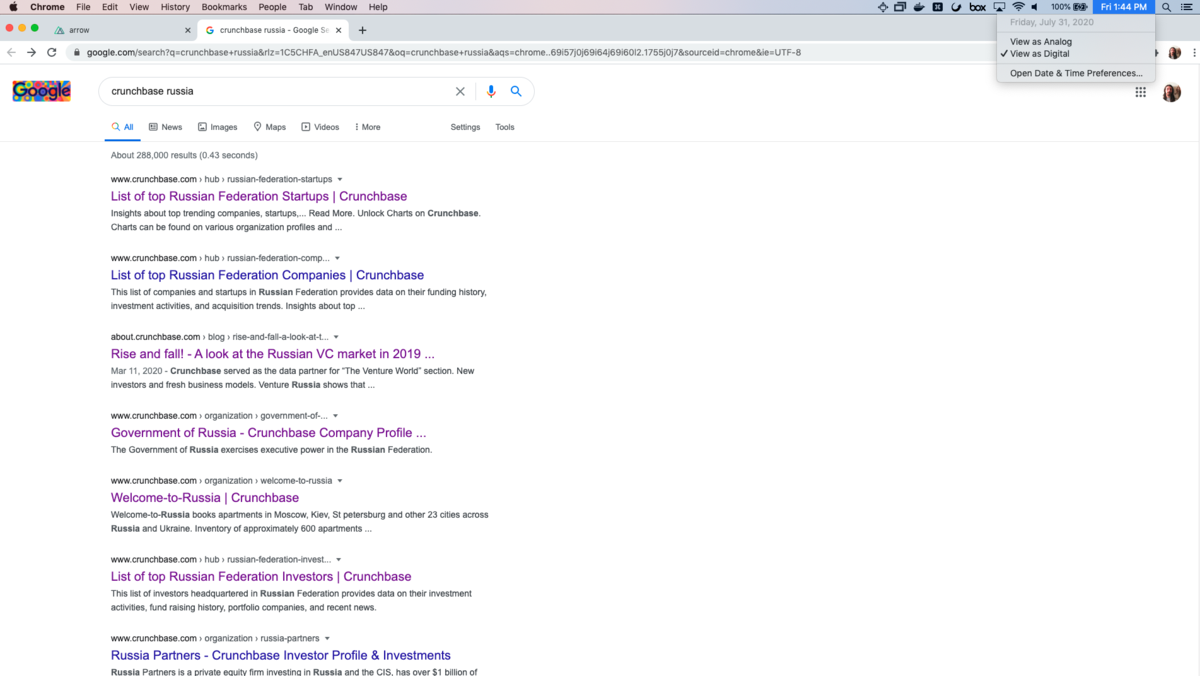 Chrome File Edit View History Bookmarks People Tab Window Help box 100% Fri 1:44 PM
Friday, July 31, 2020
View as Analog
✓ View as Digital
Open Date & Time Preferences...
arrow crunchbase russia - Google Se
google.com/search?q=crunchbase+russia&rlz=1C5CHFA_enUS847US847&oq=crunchbase+russia&aqs=chrome..69i57j0j69i64j69i60l2.1755j0j7&sourceid=chrome&ie=UTF-8
Google crunchbase russia
All News Images Maps Videos More Settings Tools
About 288,000 results (0.43 seconds)
www.crunchbase.com › hub › russian-federation-startups
List of top Russian Federation Startups | Crunchbase
Insights about top trending companies, startups,... Read More. Unlock Charts on Crunchbase.
Charts can be found on various organization profiles and ...
www.crunchbase.com › hub › russian-federation-comp...
List of top Russian Federation Companies | Crunchbase
This list of companies and startups in Russian Federation provides data on their funding history,
investment activities, and acquisition trends. Insights about top ...
about.crunchbase.com › blog › rise-and-fall-a-look-at-t...
Rise and fall! - A look at the Russian VC market in 2019 ...
Mar 11, 2020 - Crunchbase served as the data partner for “The Venture World” section. New
investors and fresh business models. Venture Russia shows that ...
www.crunchbase.com › organization › government-of-...
Government of Russia - Crunchbase Company Profile ...
The Government of Russia exercises executive power in the Russian Federation.
www.crunchbase.com › organization › welcome-to-russia
Welcome-to-Russia | Crunchbase
Welcome-to-Russia books apartments in Moscow, Kiev, St petersburg and other 23 cities across
Russia and Ukraine. Inventory of approximately 600 apartments ...
www.crunchbase.com › hub › russian-federation-invest...
List of top Russian Federation Investors | Crunchbase
This list of investors headquartered in Russian Federation provides data on their investment
activities, fund raising history, portfolio companies, and recent news.
www.crunchbase.com › organization › russia-partners
Russia Partners - Crunchbase Investor Profile & Investments
Russia Partners is a private equity firm investing in Russia and the CIS, has over $1 billion of